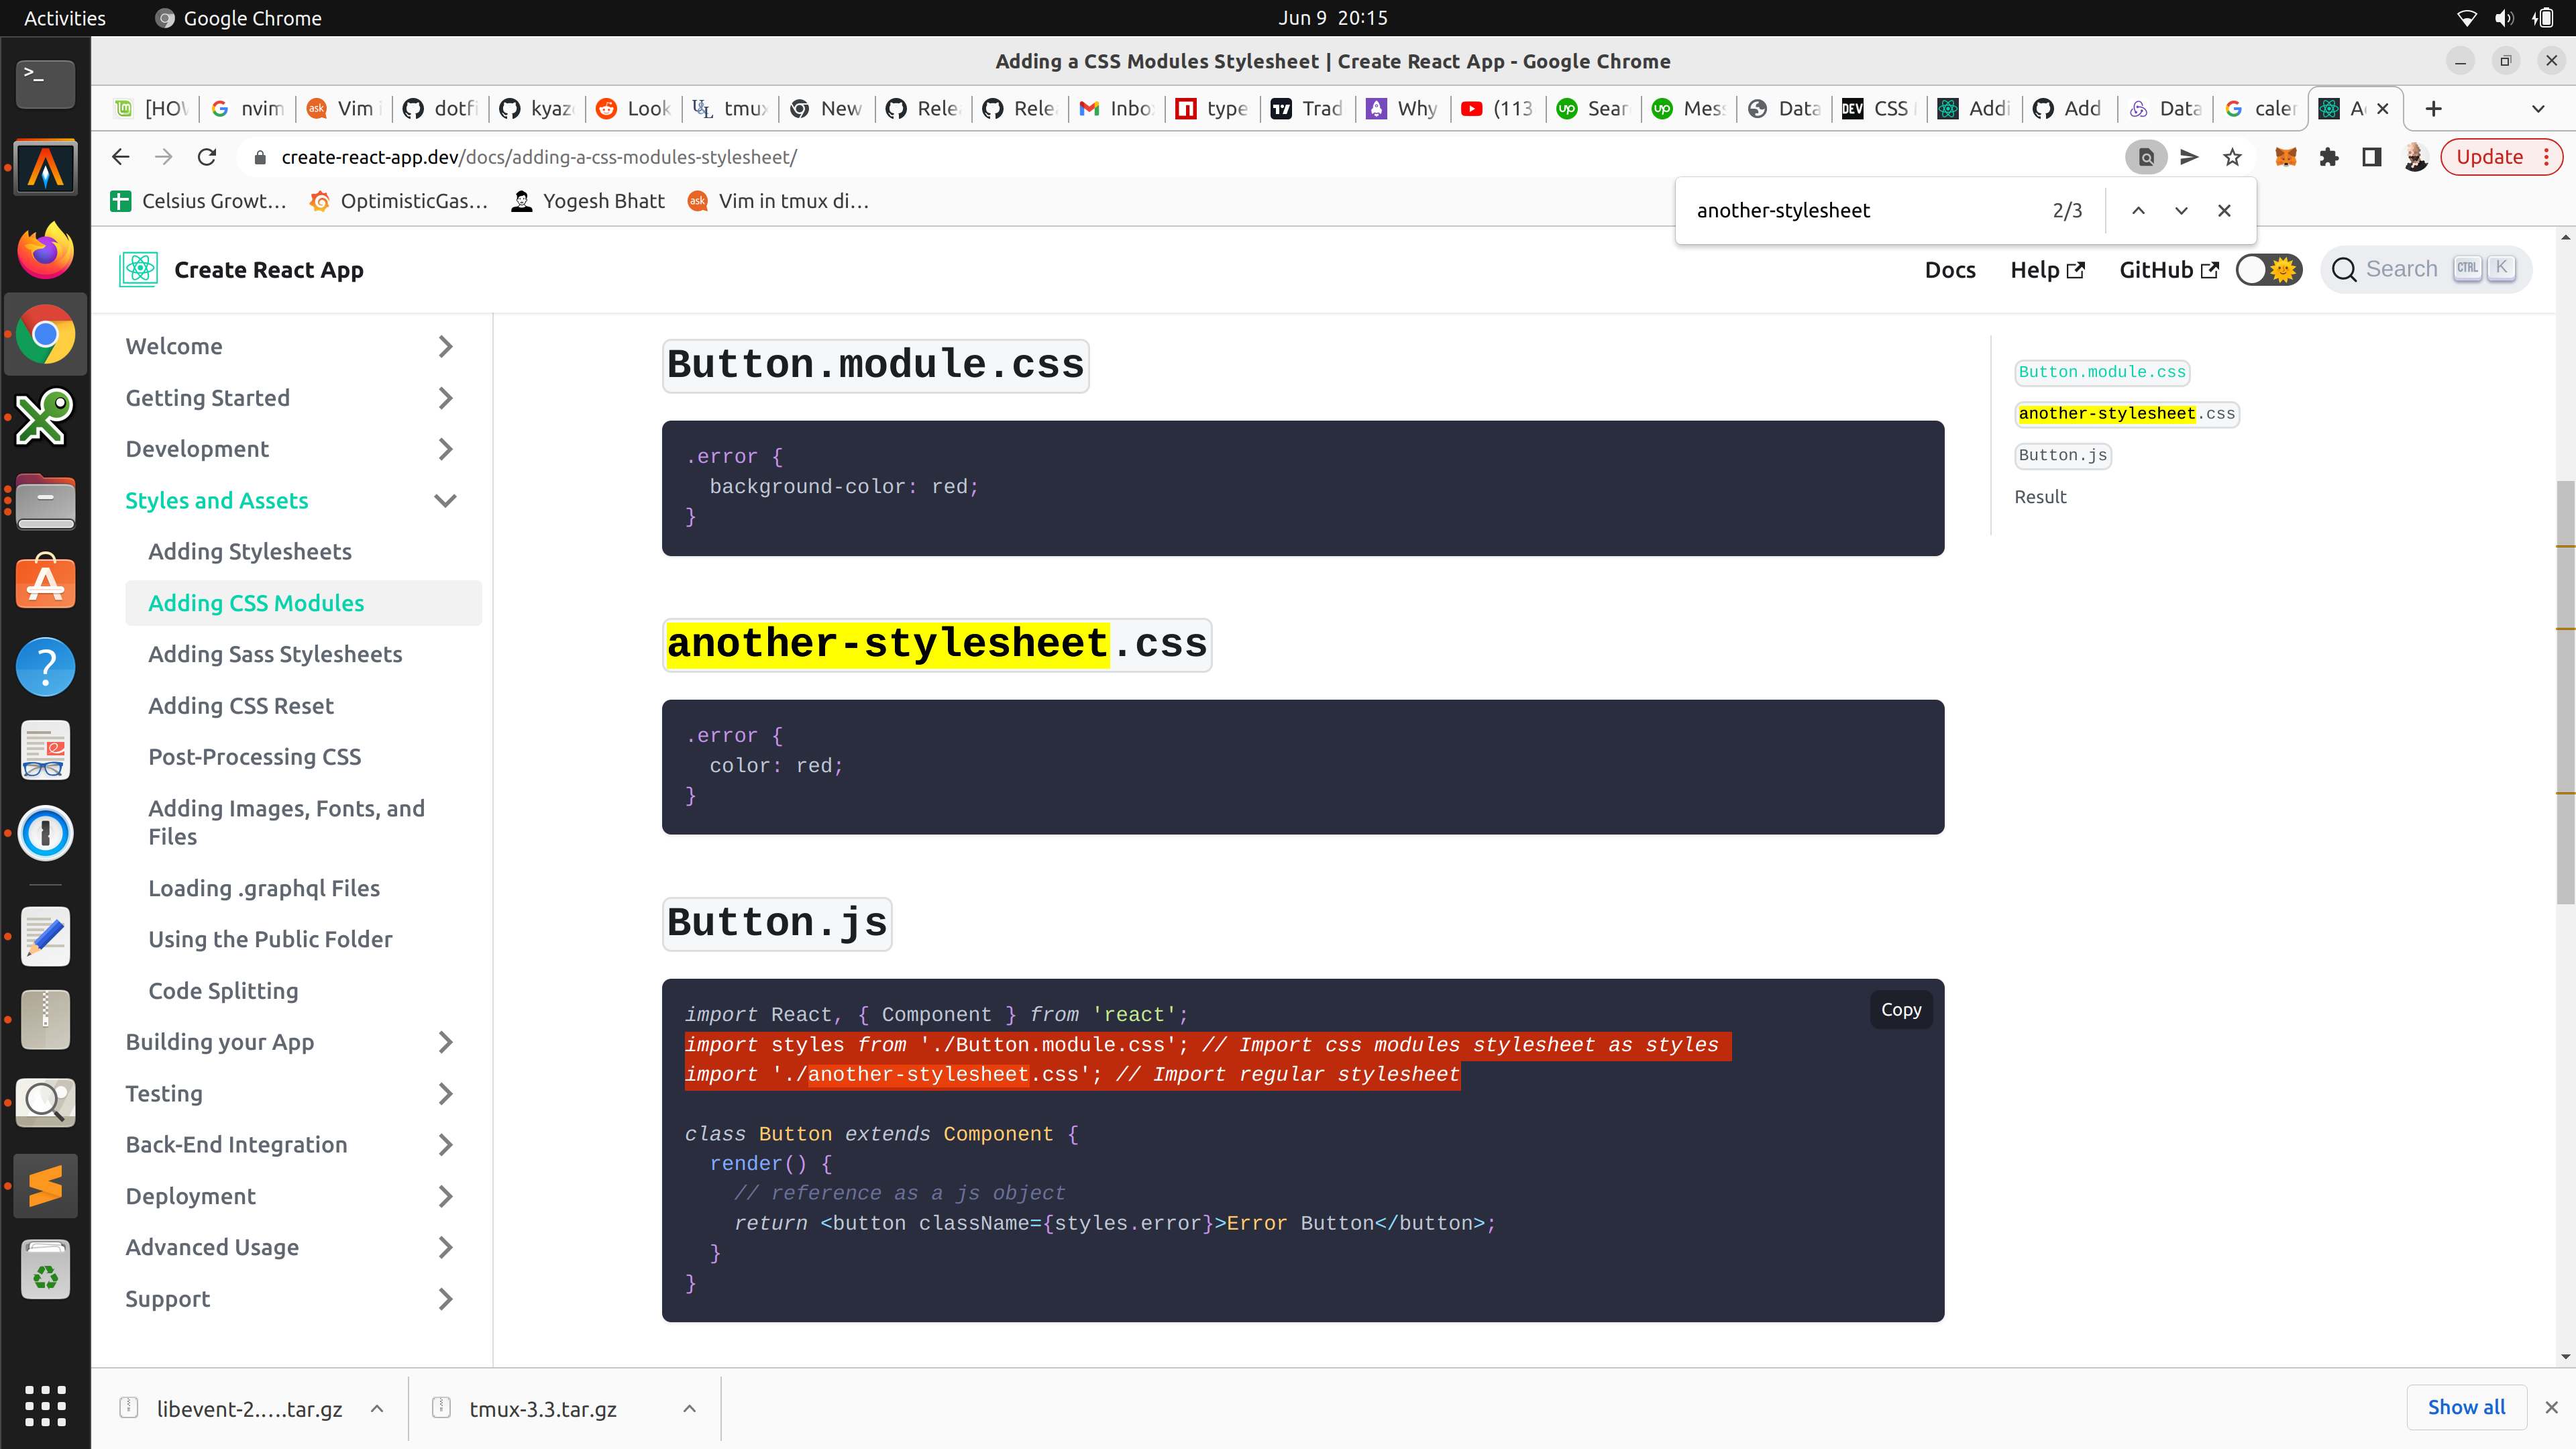 Activities
Google Chrome
Jun 9 20:15
Adding a CSS Modules Stylesheet | Create React App - Google Chrome
[HOW
nvim
Vim i
dotfi
kyazo
Look
tmux
New
Relea
Relea
Inbo
type
Trad
Why
(113
Sear
Mess
Data
CSS
Addi
Add
Data
caler
A
create-react-app.dev/docs/adding-a-css-modules-stylesheet/
Update
Celsius Growt...
OptimisticGas...
Yogesh Bhatt
Vim in tmux di...
another-stylesheet
2/3
Create React App
Docs
Help
GitHub
Search
CTRL
K
Welcome
Getting Started
Development
Styles and Assets
Adding Stylesheets
Adding CSS Modules
Adding Sass Stylesheets
Adding CSS Reset
Post-Processing CSS
Adding Images, Fonts, and
Files
Loading .graphql Files
Using the Public Folder
Code Splitting
Building your App
Testing
Back-End Integration
Deployment
Advanced Usage
Support
Button.module.css
.error {
background-color: red;
}
another-stylesheet.css
.error {
color: red;
}
Button.js
Copy
import React, { Component } from 'react';
import styles from './Button.module.css'; // Import css modules stylesheet as styles
import './another-stylesheet.css'; // Import regular stylesheet
class Button extends Component {
render() {
// reference as a js object
return <button className={styles.error}>Error Button</button>;
}
}
Button.module.css
another-stylesheet.css
Button.js
Result
libevent-2.....tar.gz
tmux-3.3.tar.gz
Show all